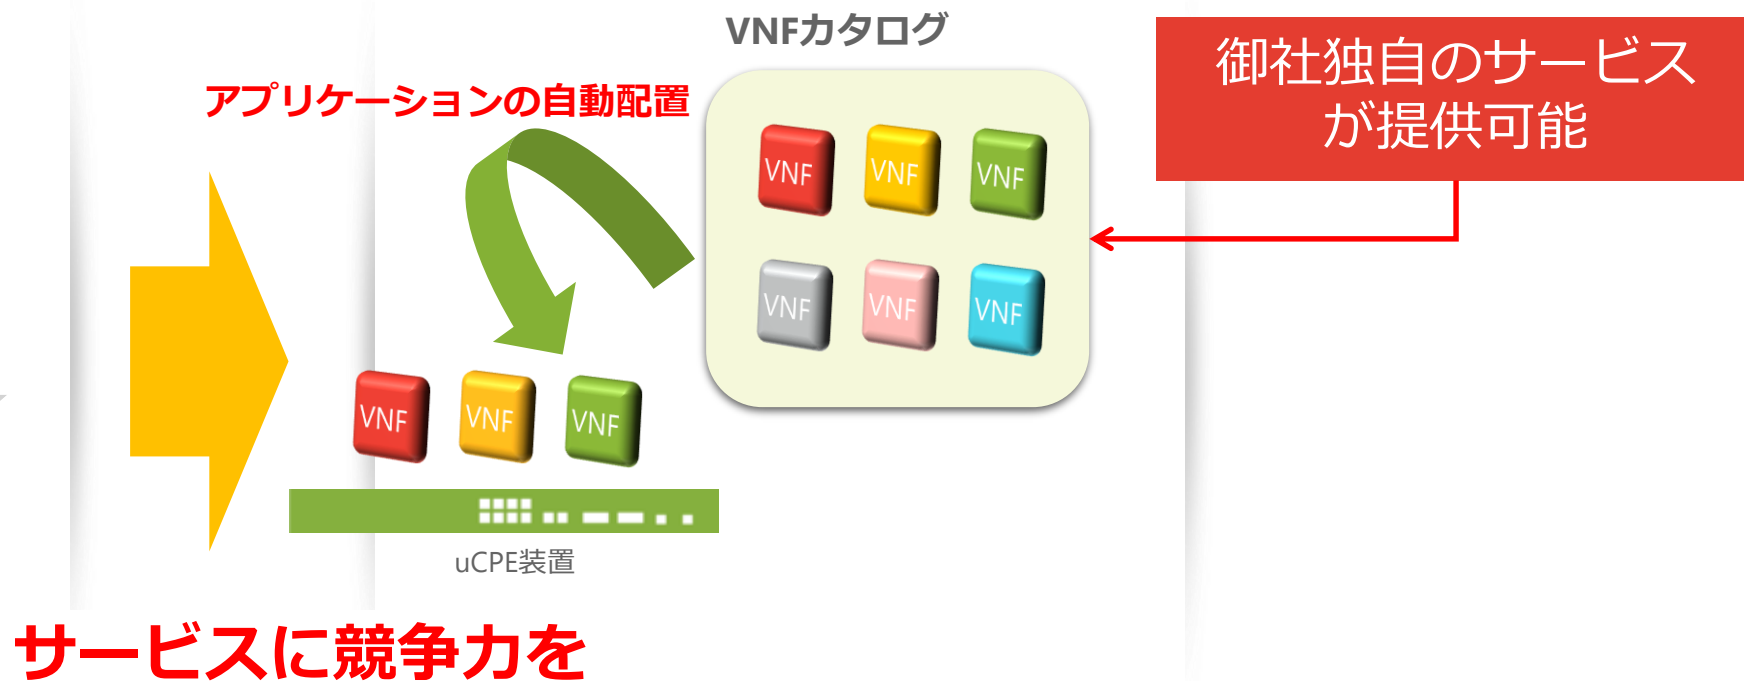 VNFカタログ
御社独自のサービス
が提供可能
アプリケーションの自動配置
VNF VNF VNF
VNF VNF VNF
VNF VNF VNF
uCPE装置
サービスに競争力を